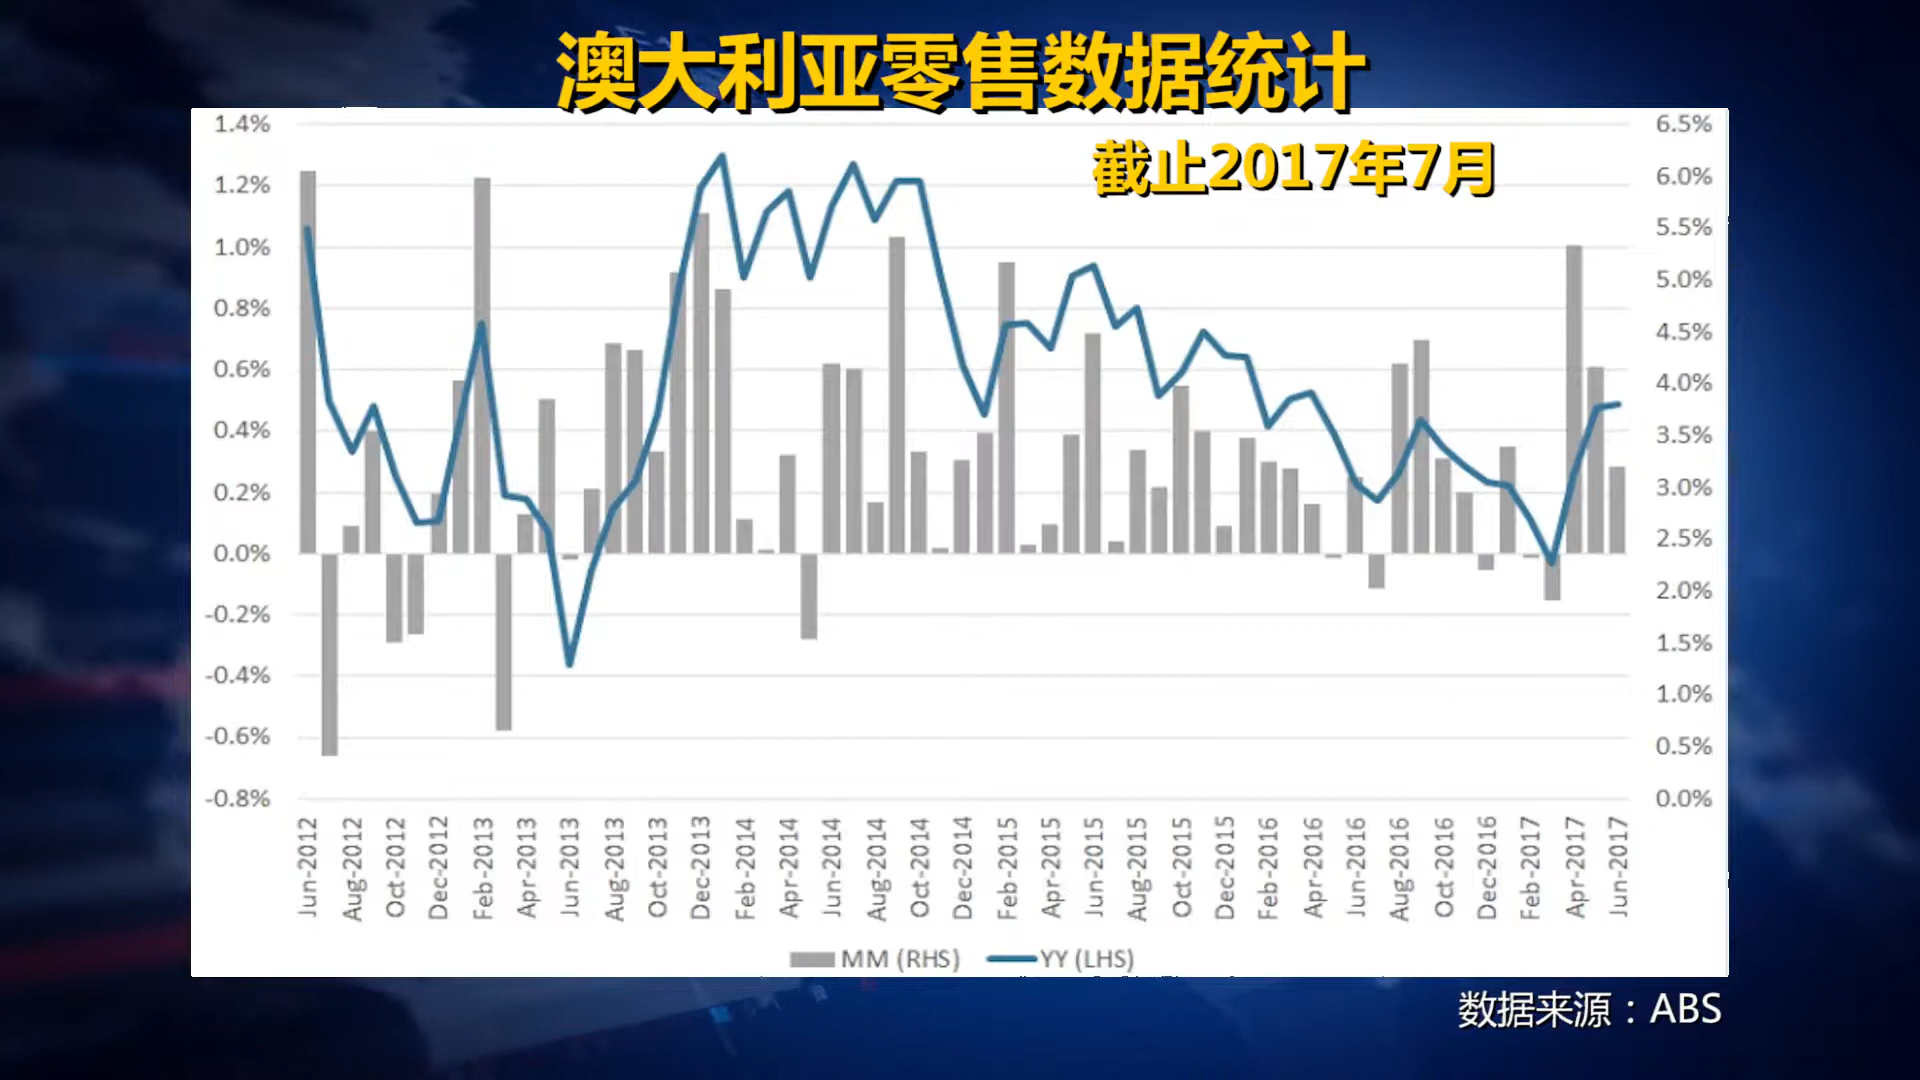 澳大利亚零售数据统计
截止2017年7月
1.4%
1.2%
1.0%
0.8%
0.6%
0.4%
0.2%
0.0%
-0.2%
-0.4%
-0.6%
-0.8%
6.5%
6.0%
5.5%
5.0%
4.5%
4.0%
3.5%
3.0%
2.5%
2.0%
1.5%
1.0%
0.5%
0.0%
Jun-2012
Aug-2012
Oct-2012
Dec-2012
Feb-2013
Apr-2013
Jun-2013
Aug-2013
Oct-2013
Dec-2013
Feb-2014
Apr-2014
Jun-2014
Aug-2014
Oct-2014
Dec-2014
Feb-2015
Apr-2015
Jun-2015
Aug-2015
Oct-2015
Dec-2015
Feb-2016
Apr-2016
Jun-2016
Aug-2016
Oct-2016
Dec-2016
Feb-2017
Apr-2017
Jun-2017
MM (RHS)
YY (LHS)
数据来源：ABS